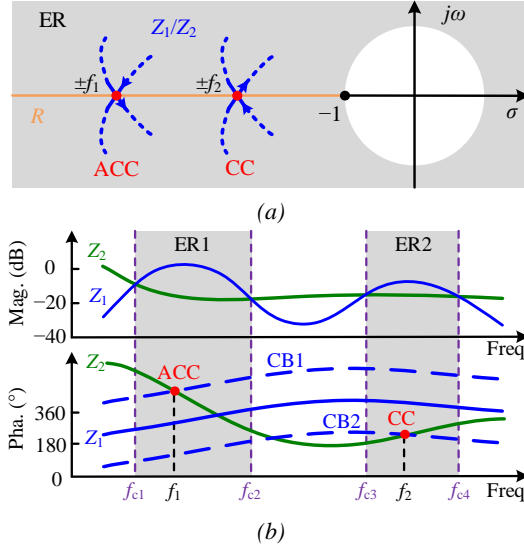 ER
Z1/Z2
jω
±f1
±f2
R
−1
σ
ACC
CC
(a)
ER1
ER2
Mag. (dB)
0
−20
−40
Z2
Z1
Freq
Pha. (°)
Z2
ACC
CB1
360
Z1
CB2
CC
180
0
fc1
f1
fc2
fc3
f2
fc4
Freq
(b)